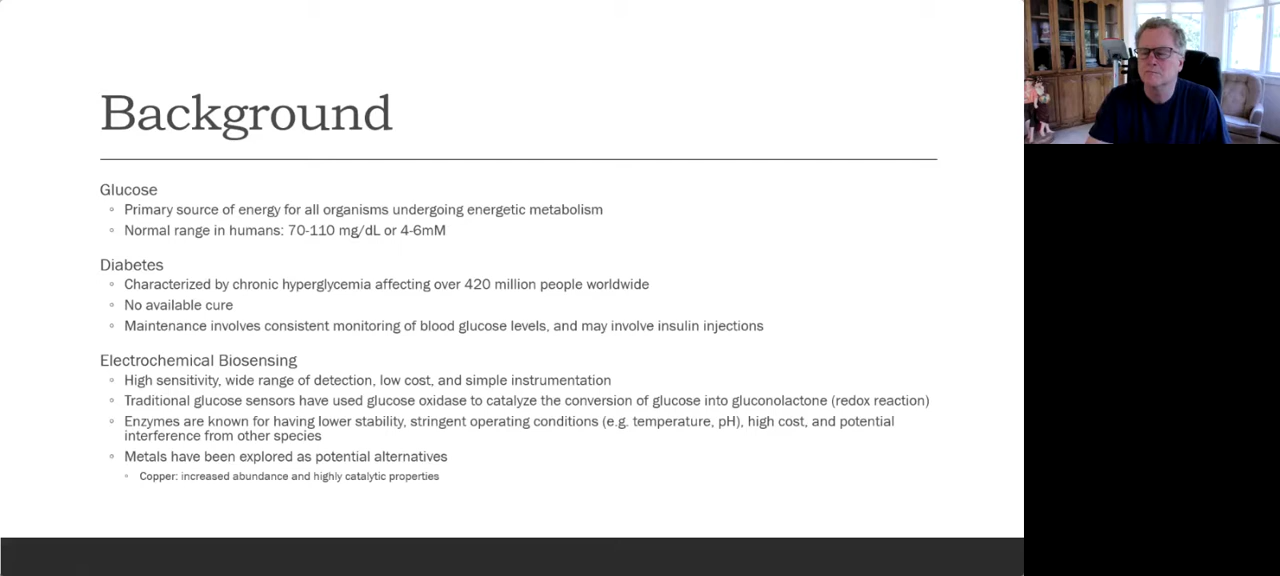 Background
Glucose
◦ Primary source of energy for all organisms undergoing energetic metabolism
◦ Normal range in humans: 70-110 mg/dL or 4-6mM
Diabetes
◦ Characterized by chronic hyperglycemia affecting over 420 million people worldwide
◦ No available cure
◦ Maintenance involves consistent monitoring of blood glucose levels, and may involve insulin injections
Electrochemical Biosensing
◦ High sensitivity, wide range of detection, low cost, and simple instrumentation
◦ Traditional glucose sensors have used glucose oxidase to catalyze the conversion of glucose into gluconolactone (redox reaction)
◦ Enzymes are known for having lower stability, stringent operating conditions (e.g. temperature, pH), high cost, and potential
interference from other species
◦ Metals have been explored as potential alternatives
◦ Copper: increased abundance and highly catalytic properties